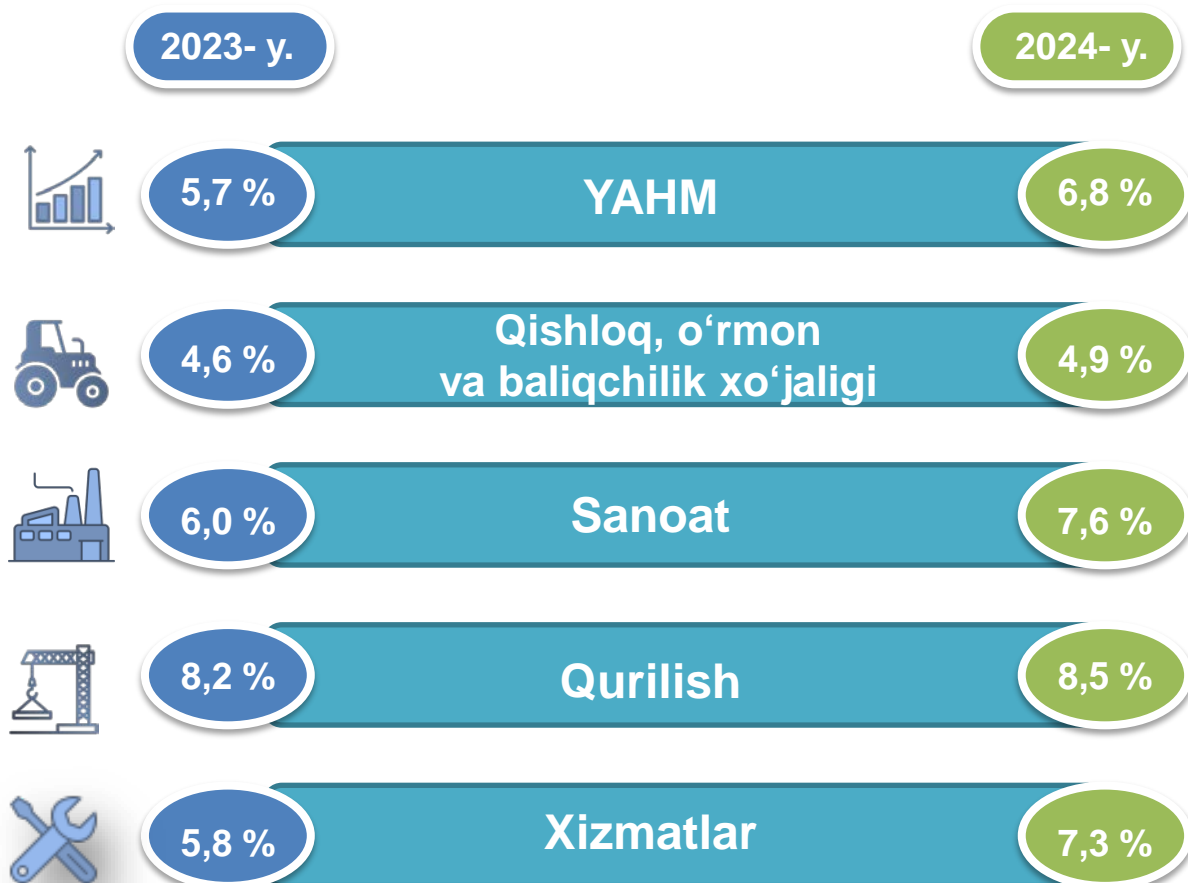 2023- y.
2024- y.
5,7 %
YAHM
6,8 %
4,6 %
Qishloq, o‘rmon
va baliqchilik xo‘jaligi
4,9 %
6,0 %
Sanoat
7,6 %
8,2 %
Qurilish
8,5 %
5,8 %
Xizmatlar
7,3 %